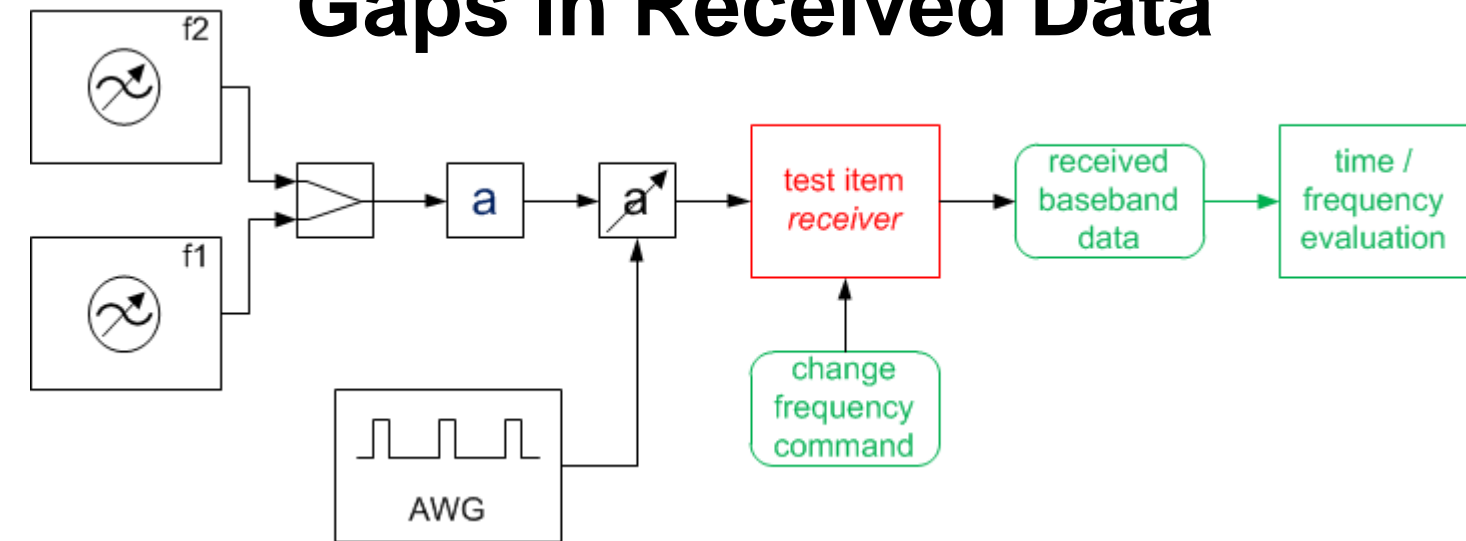 Gaps in Received Data
f2
f1
a
a
test item
receiver
received
baseband
data
time /
frequency
evaluation
change
frequency
command
AWG